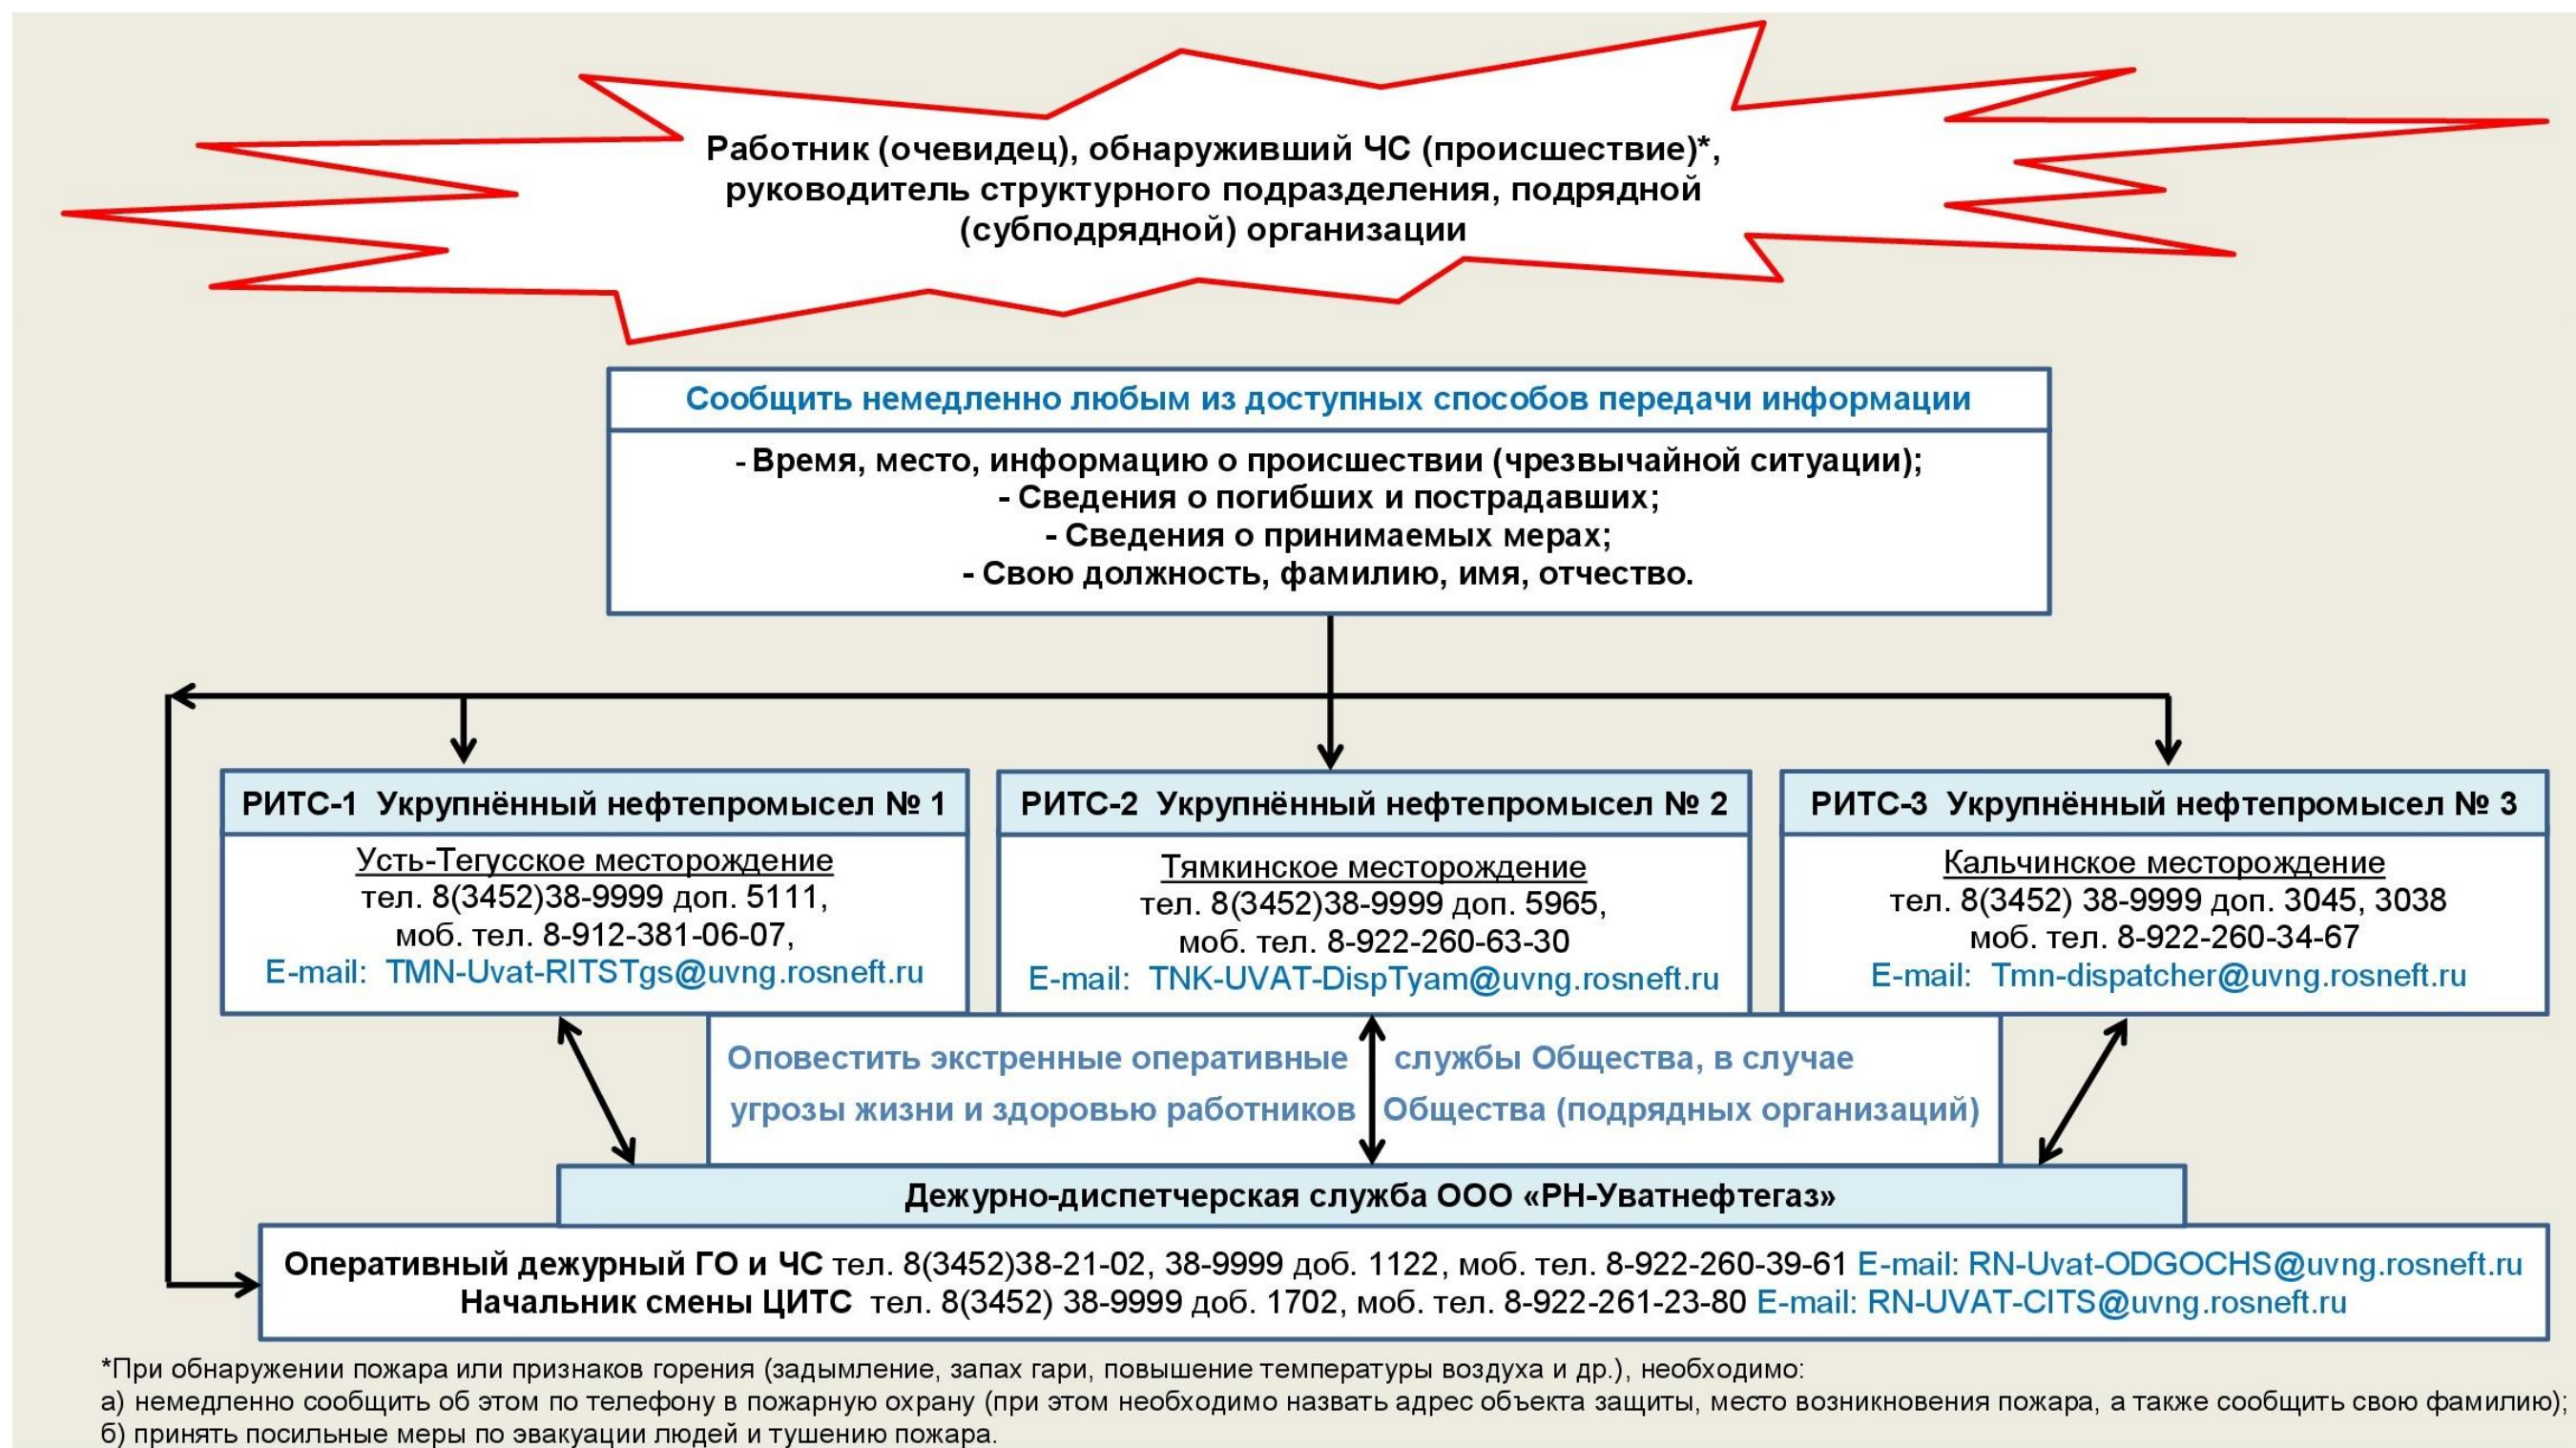 Работник (очевидец), обнаруживший ЧС (происшествие)*,
руководитель структурного подразделения, подрядной
(субподрядной) организации
Сообщить немедленно любым из доступных способов передачи информации
- Время, место, информацию о происшествии (чрезвычайной ситуации);
- Сведения о погибших и пострадавших;
- Сведения о принимаемых мерах;
- Свою должность, фамилию, имя, отчество.
РИТС-1 Укрупнённый нефтепромысел № 1
Усть-Тегусское месторождение
тел. 8(3452)38-9999 доп. 5111,
моб. тел. 8-912-381-06-07,
E-mail: TMN-Uvat-RITSTgs@uvng.rosneft.ru
РИТС-2 Укрупнённый нефтепромысел № 2
Тямкинское месторождение
тел. 8(3452)38-9999 доп. 5965,
моб. тел. 8-922-260-63-30
E-mail: TNK-UVAT-DispTyam@uvng.rosneft.ru
РИТС-3 Укрупнённый нефтепромысел № 3
Кальчинское месторождение
тел. 8(3452) 38-9999 доп. 3045, 3038
моб. тел. 8-922-260-34-67
E-mail: Tmn-dispatcher@uvng.rosneft.ru
Оповестить экстренные оперативные службы Общества, в случае
угрозы жизни и здоровью работников Общества (подрядных организаций)
Дежурно-диспетчерская служба ООО «РН-Уватнефтегаз»
Оперативный дежурный ГО и ЧС тел. 8(3452)38-21-02, 38-9999 доб. 1122, моб. тел. 8-922-260-39-61 E-mail: RN-Uvat-ODGOCHS@uvng.rosneft.ru
Начальник смены ЦИТС тел. 8(3452) 38-9999 доб. 1702, моб. тел. 8-922-261-23-80 E-mail: RN-UVAT-CITS@uvng.rosneft.ru
*При обнаружении пожара или признаков горения (задымление, запах гари, повышение температуры воздуха и др.), необходимо:
а) немедленно сообщить об этом по телефону в пожарную охрану (при этом необходимо назвать адрес объекта защиты, место возникновения пожара, а также сообщить свою фамилию);
б) принять посильные меры по эвакуации людей и тушению пожара.